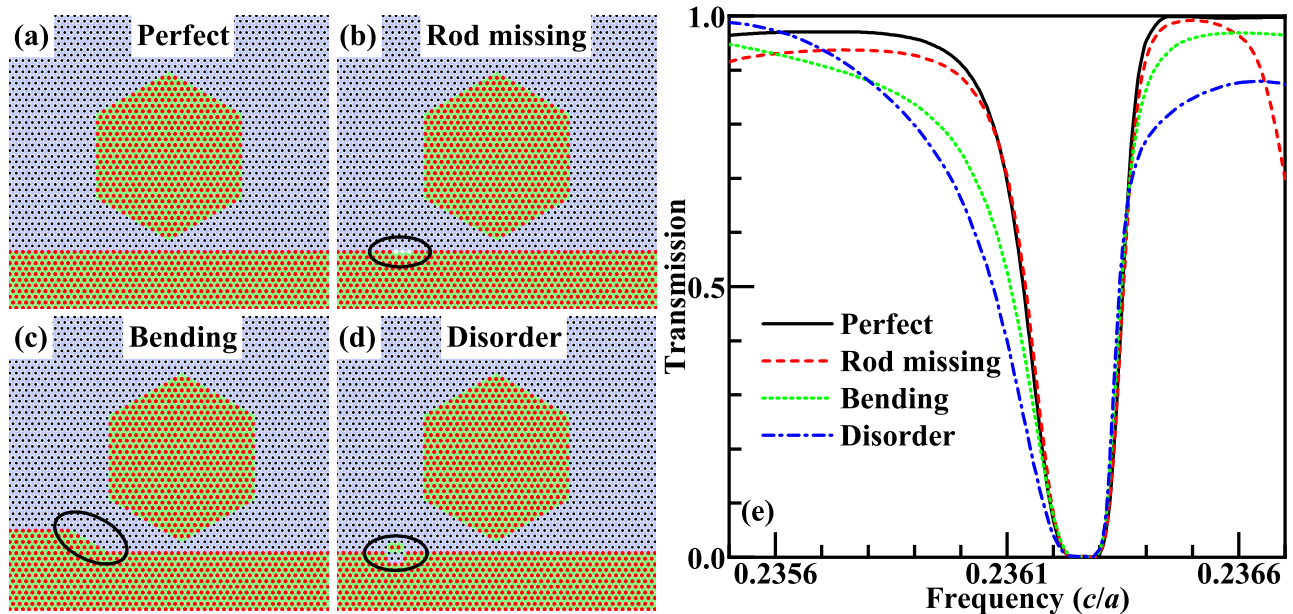 (a) Perfect
(b) Rod missing
(c) Bending
(d) Disorder
1.0
0.5
0.0
Transmission
Perfect
Rod missing
Bending
Disorder
(e)
0.2356 0.2361 0.2366
Frequency (c/a)